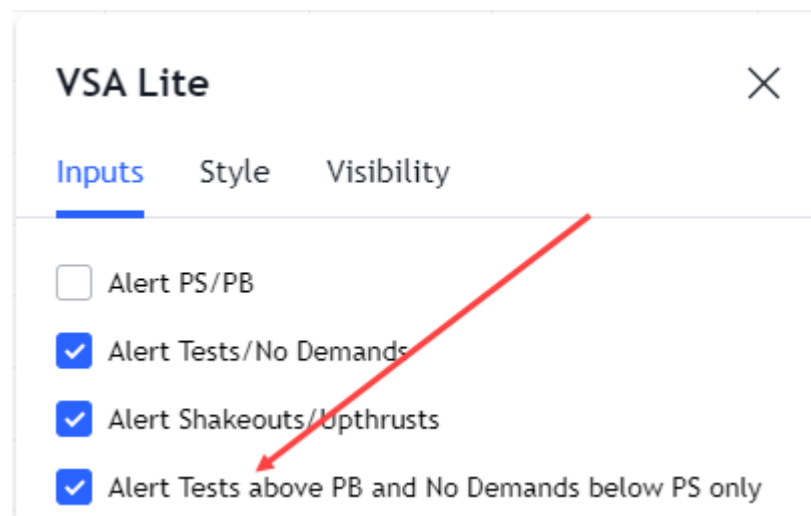 VSA Lite
Inputs Style Visibility
Alert PS/PB
Alert Tests/No Demands
Alert Shakeouts/Upthrusts
Alert Tests above PB and No Demands below PS only